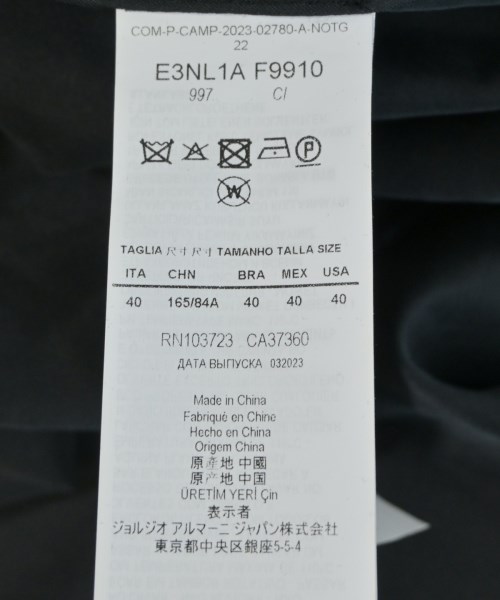 COM-P-CAMP-2023-02780-A-NOTG
22
E3NL1A F9910
997 CI
P
W
TAGLIA 尺寸 尺寸 TAMANHO TALLA SIZE
ITA CHN BRA MEX USA
40 165/84A 40 40 40
RN103723 CA37360
ДАТА ВЫПУСКА 032023
Made in China
Fabriqué en Chine
Hecho en China
Origem China
原產地 中國
原产地 中国
ÜRETİM YERİ Çin
表示者
ジョルジオ アルマーニ ジャパン株式会社
東京都中央区銀座5-5-4